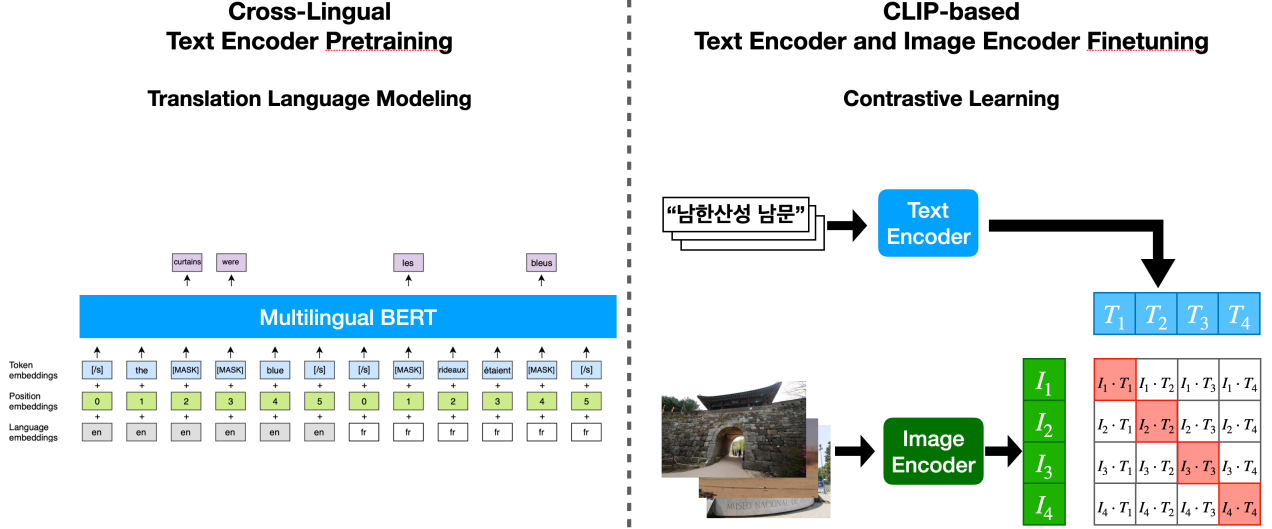 Cross-Lingual
Text Encoder Pretraining
Translation Language Modeling
curtains were les bleus
Multilingual BERT
Token embeddings [/s] the [MASK] [MASK] blue [/s] [/s] [MASK] rideaux étaient [MASK] [/s]
+ + + + + + + + + + + +
Position embeddings 0 1 2 3 4 5 0 1 2 3 4 5
+ + + + + + + + + + + +
Language embeddings en en en en en en fr fr fr fr fr fr
CLIP-based
Text Encoder and Image Encoder Finetuning
Contrastive Learning
“남한산성 남문”
Text
Encoder
T₁ T₂ T₃ T₄
Image
Encoder
MUSEO NACIONAL
I₁ I₁ · T₁ I₁ · T₂ I₁ · T₃ I₁ · T₄
I₂ I₂ · T₁ I₂ · T₂ I₂ · T₃ I₂ · T₄
I₃ I₃ · T₁ I₃ · T₂ I₃ · T₃ I₃ · T₄
I₄ I₄ · T₁ I₄ · T₂ I₄ · T₃ I₄ · T₄